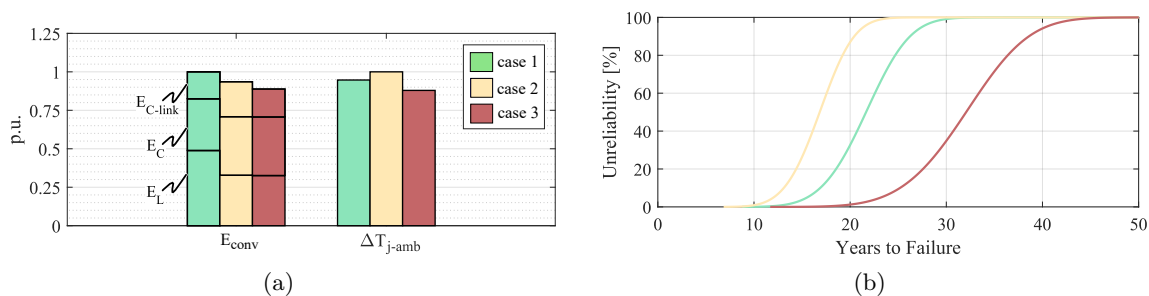 1.25
1
0.75
0.5
0.25
0
p.u.
E_C-link
E_C
E_L
E_conv
ΔT_j-amb
case 1
case 2
case 3
(a)
100
80
60
40
20
0
Unreliability [%]
0 10 20 30 40 50
Years to Failure
(b)